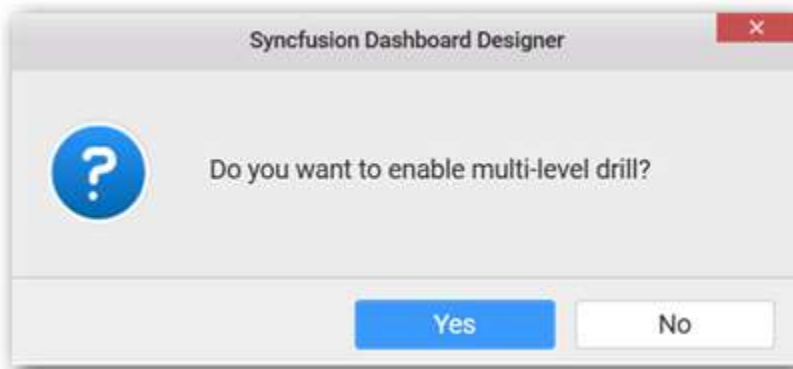 Syncfusion Dashboard Designer
Do you want to enable multi-level drill?
Yes
No